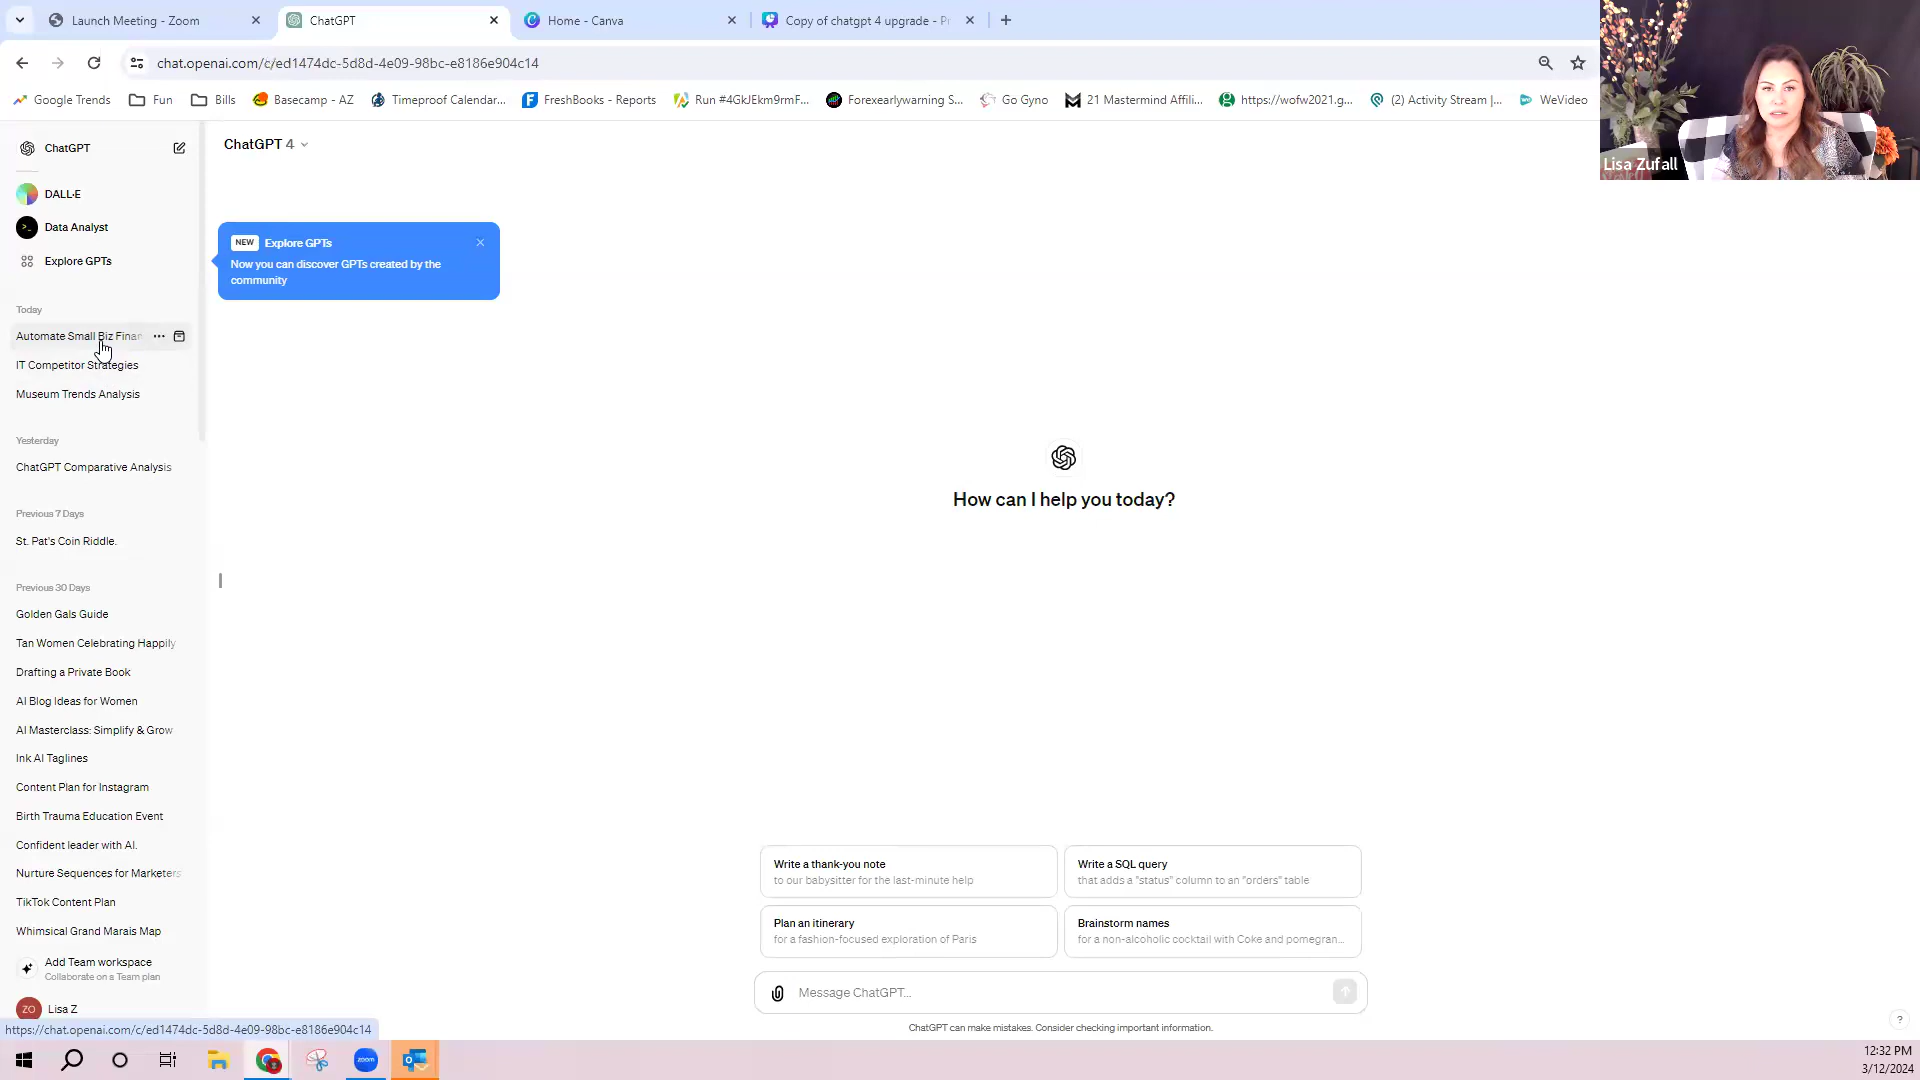 Launch Meeting - Zoom
ChatGPT
Home - Canva
Copy of chatgpt 4 upgrade - Pr
chat.openai.com/c/ed1474dc-5d8d-4e09-98bc-e8186e904c14
Google Trends
Fun
Bills
Basecamp - AZ
Timeproof Calendar...
FreshBooks - Reports
Run #4GkJEkm9rmF...
Forexearlywarning S...
Go Gyno
21 Mastermind Affili...
https://wofw2021.g...
(2) Activity Stream |...
WeVideo
Lisa Zufall
ChatGPT
DALL·E
Data Analyst
Explore GPTs
Today
Automate Small Biz Finan
IT Competitor Strategies
Museum Trends Analysis
Yesterday
ChatGPT Comparative Analysis
Previous 7 Days
St. Pat's Coin Riddle.
Previous 30 Days
Golden Gals Guide
Tan Women Celebrating Happily
Drafting a Private Book
AI Blog Ideas for Women
AI Masterclass: Simplify & Grow
Ink AI Taglines
Content Plan for Instagram
Birth Trauma Education Event
Confident leader with AI.
Nurture Sequences for Marketers
TikTok Content Plan
Whimsical Grand Marais Map
Add Team workspace
Collaborate on a Team plan
ZO
Lisa Z
https://chat.openai.com/c/ed1474dc-5d8d-4e09-98bc-e8186e904c14
ChatGPT 4
NEW Explore GPTs
Now you can discover GPTs created by the
community
How can I help you today?
Write a thank-you note
to our babysitter for the last-minute help
Write a SQL query
that adds a "status" column to an "orders" table
Plan an itinerary
for a fashion-focused exploration of Paris
Brainstorm names
for a non-alcoholic cocktail with Coke and pomegran...
Message ChatGPT...
ChatGPT can make mistakes. Consider checking important information.
?
zoom
12:32 PM
3/12/2024